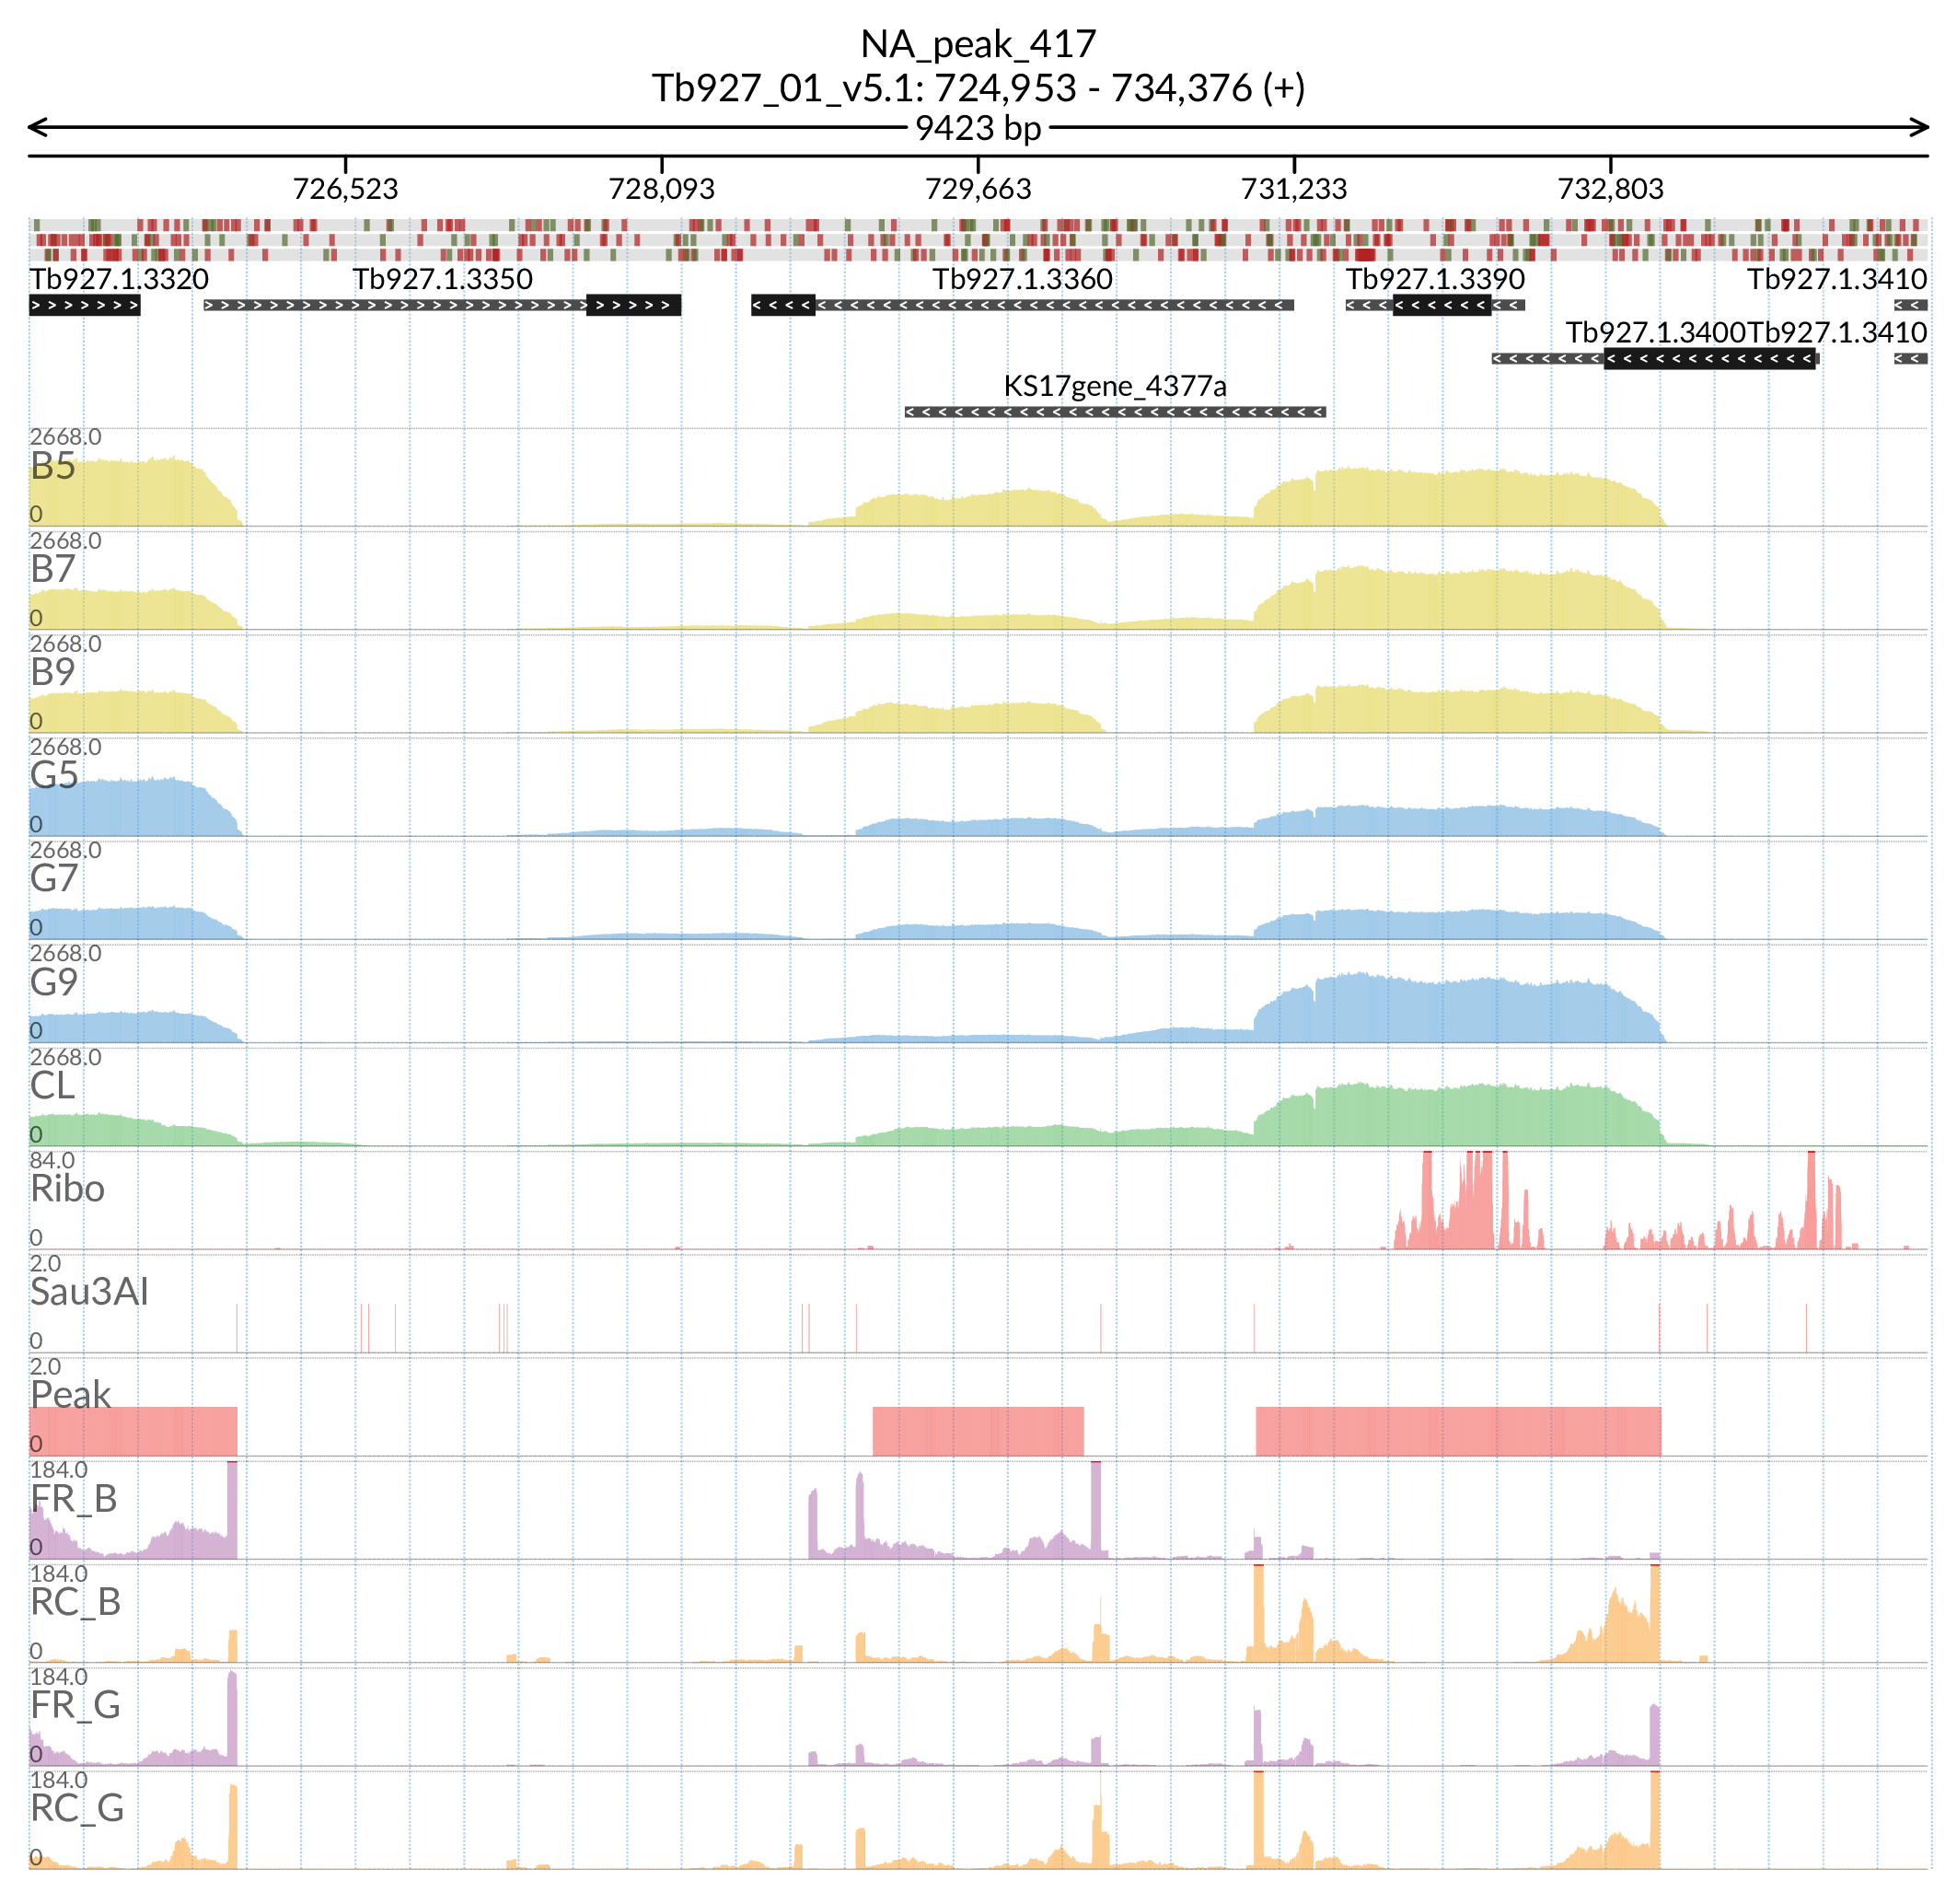 NA_peak_417
Tb927_01_v5.1: 724,953 - 734,376 (+)
9423 bp
726,523 728,093 729,663 731,233 732,803
Tb927.1.3320 Tb927.1.3350 Tb927.1.3360 Tb927.1.3390 Tb927.1.3410
Tb927.1.3400Tb927.1.3410
KS17gene_4377a
2668.0
B5
0
2668.0
B7
0
2668.0
B9
0
2668.0
G5
0
2668.0
G7
0
2668.0
G9
0
2668.0
CL
0
84.0
Ribo
0
2.0
Sau3AI
0
2.0
Peak
0
184.0
FR_B
0
184.0
RC_B
0
184.0
FR_G
0
184.0
RC_G
0